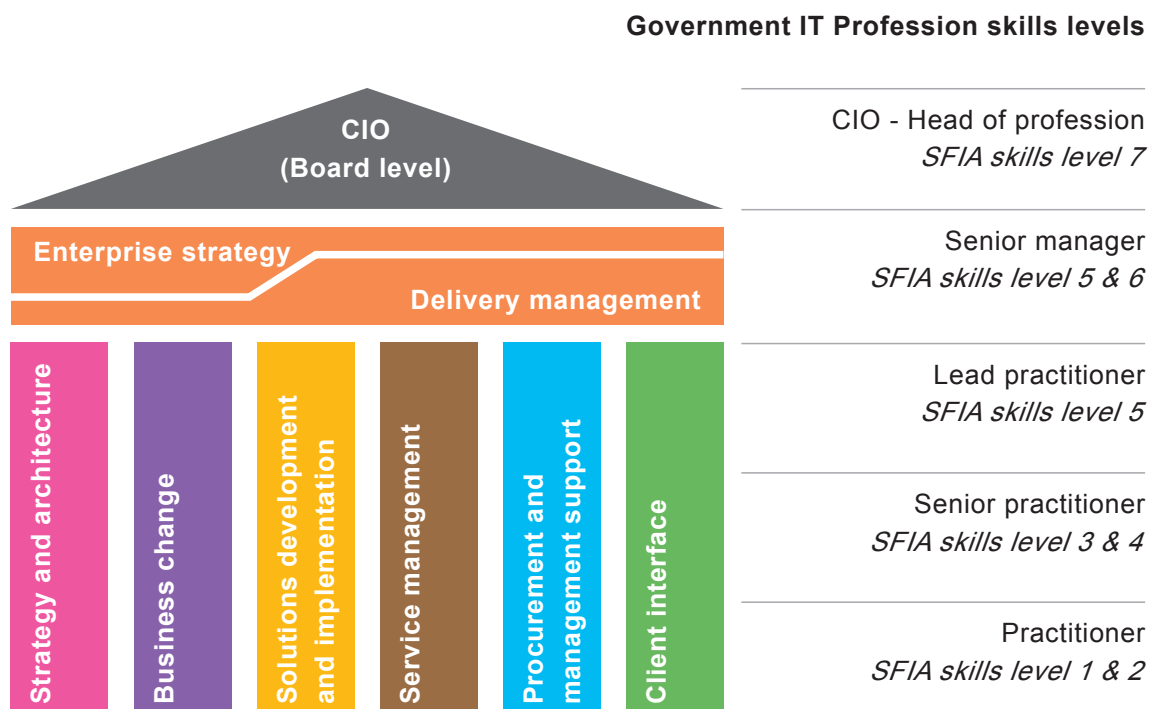 Government IT Profession skills levels
CIO
(Board level)
CIO - Head of profession
SFIA skills level 7
Enterprise strategy
Delivery management
Senior manager
SFIA skills level 5 & 6
Strategy and architecture
Business change
Solutions development
and implementation
Service management
Procurement and
management support
Client interface
Lead practitioner
SFIA skills level 5
Senior practitioner
SFIA skills level 3 & 4
Practitioner
SFIA skills level 1 & 2